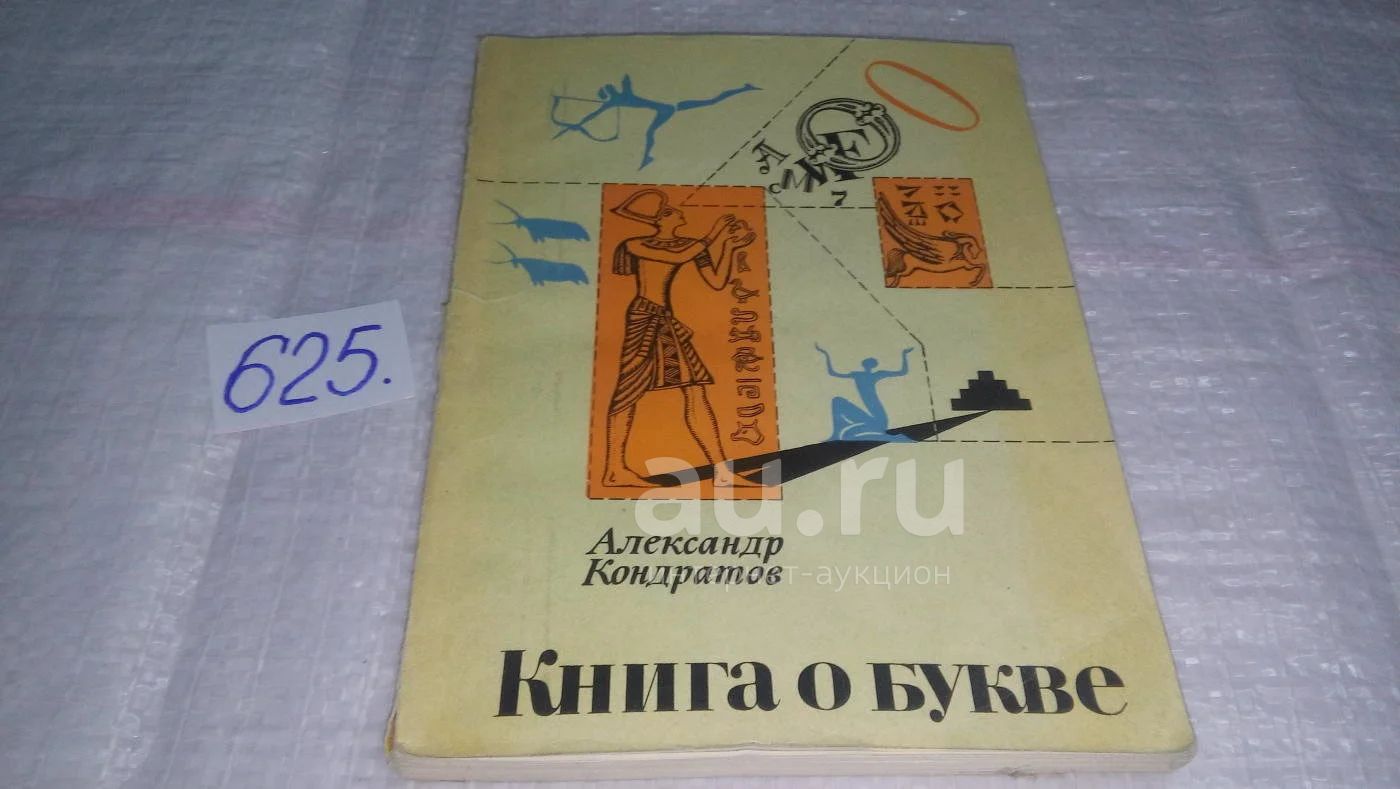 625.
Александр
Кондратов
Книга о букве
au.ru
интернет-аукцион